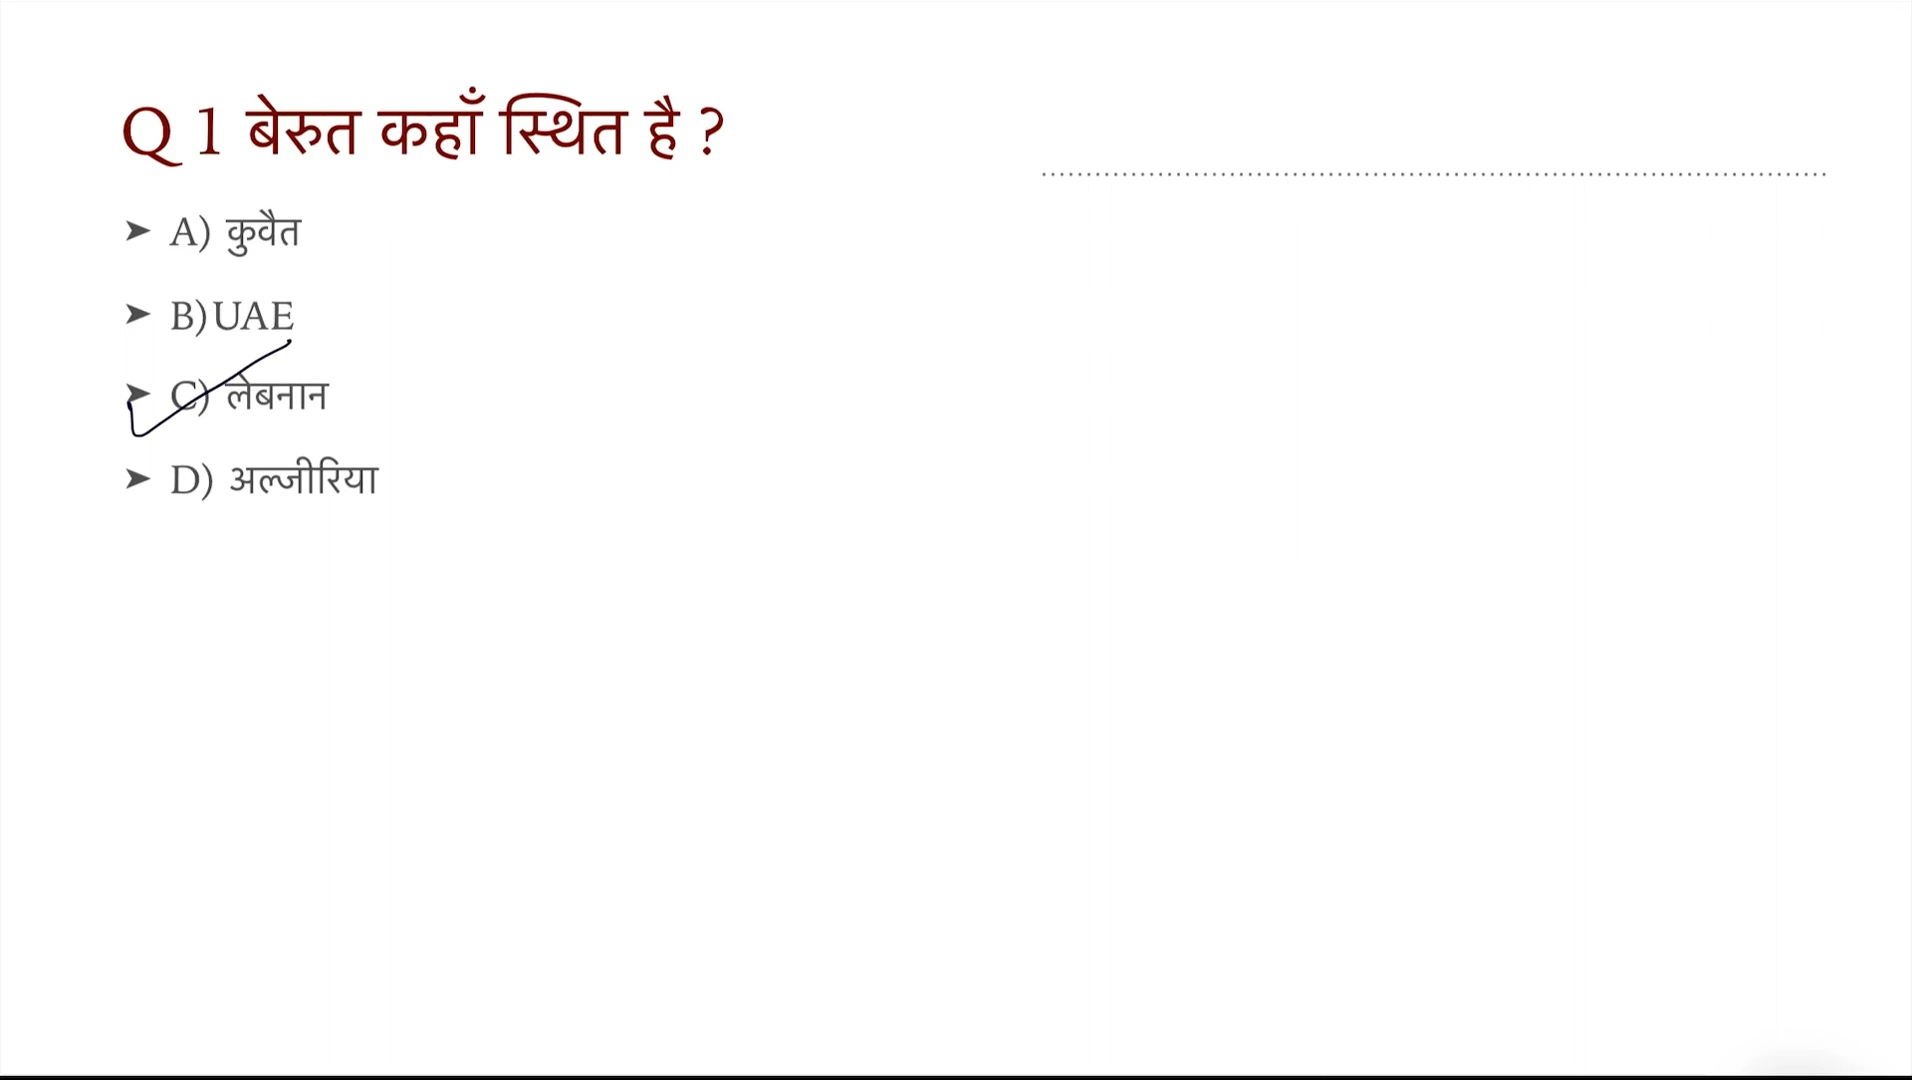 Q 1 बेरुत कहाँ स्थित है ?
➤ A) कुवैत
➤ B)UAE
➤ C) लेबनान
➤ D) अल्जीरिया